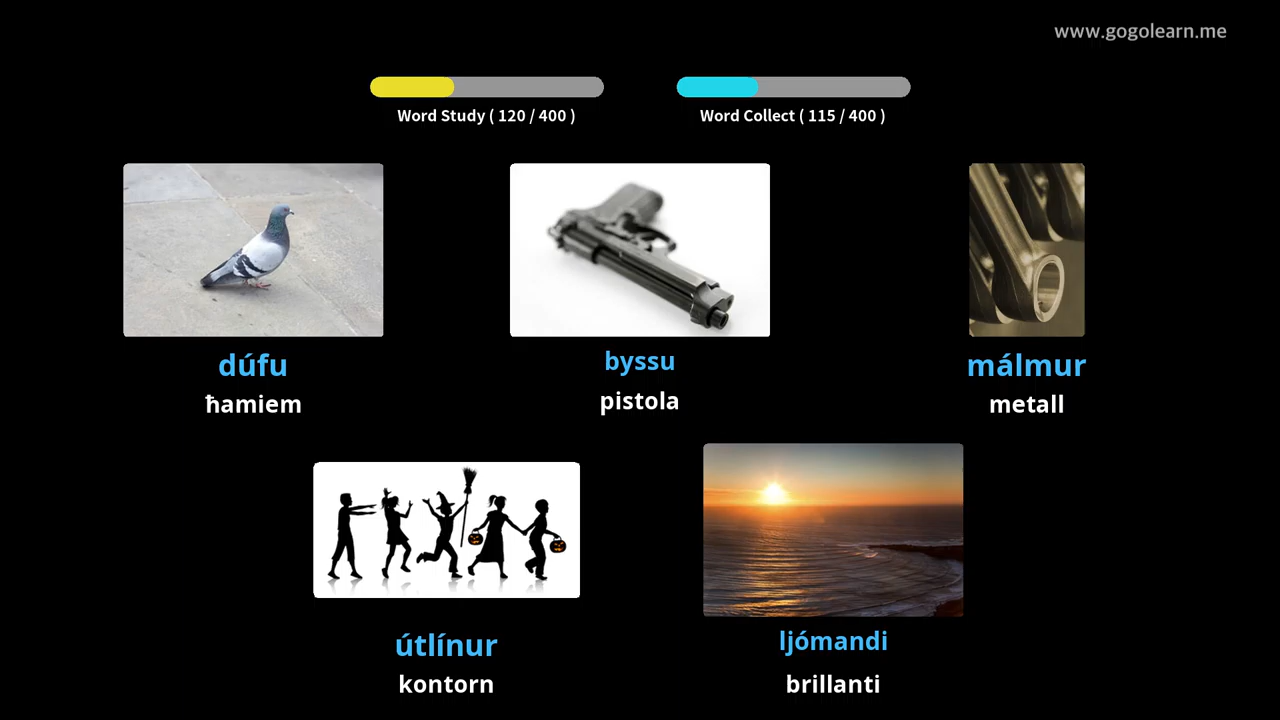 www.gogolearn.me
Word Study ( 120 / 400 )
Word Collect ( 115 / 400 )
dúfu
ħamiem
byssu
pistola
málmur
metall
útlínur
kontorn
ljómandi
brillanti